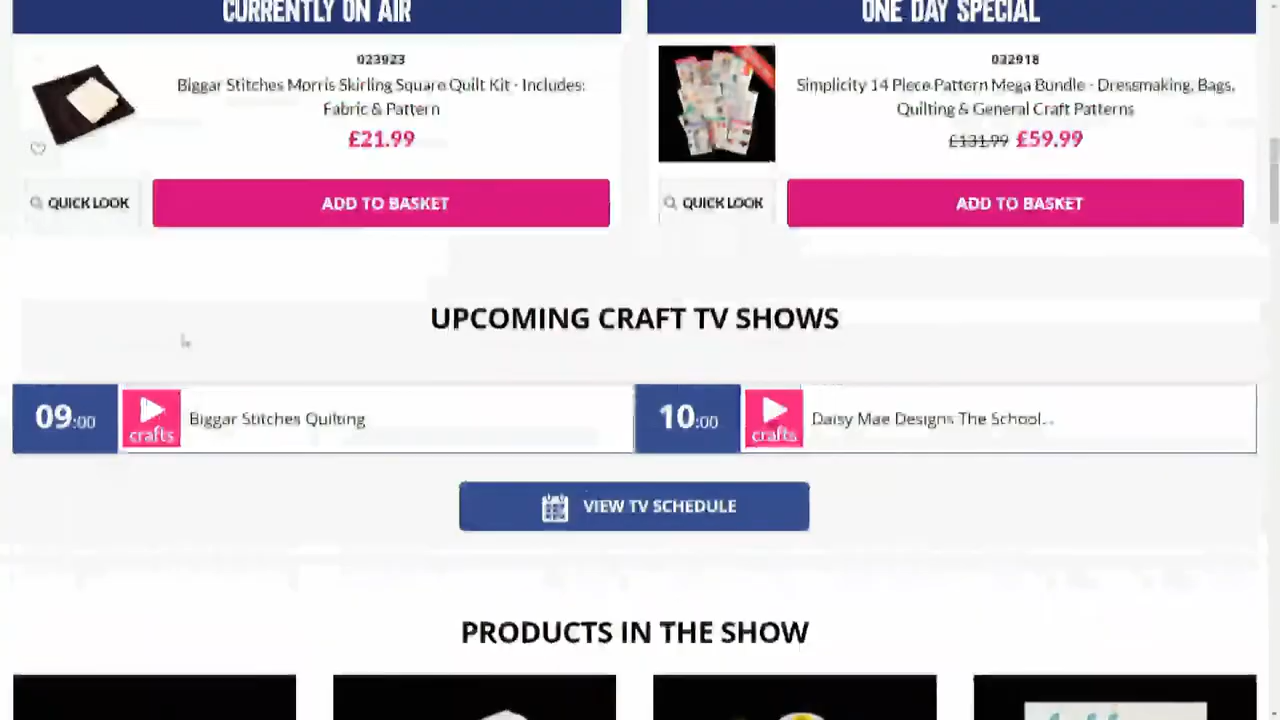 CURRENTLY ON AIR
023923
Biggar Stitches Morris Skirling Square Quilt Kit - Includes:
Fabric & Pattern
£21.99
QUICK LOOK
ADD TO BASKET
ONE DAY SPECIAL
032918
Simplicity 14 Piece Pattern Mega Bundle - Dressmaking, Bags,
Quilting & General Craft Patterns
£131.99 £59.99
QUICK LOOK
ADD TO BASKET
UPCOMING CRAFT TV SHOWS
09:00
crafts
Biggar Stitches Quilting
10:00
crafts
Daisy Mae Designs The School...
VIEW TV SCHEDULE
PRODUCTS IN THE SHOW